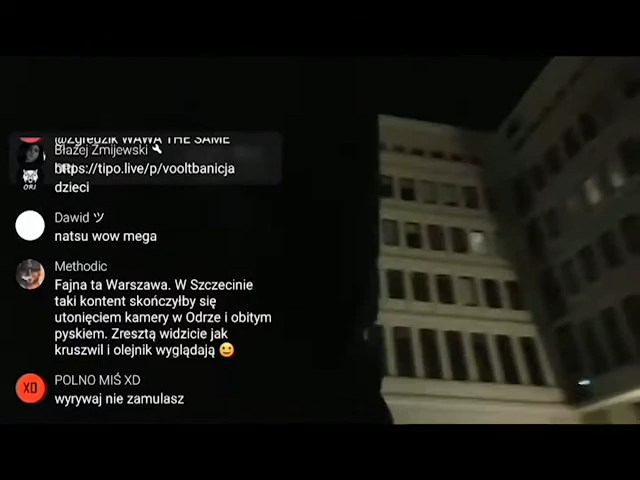 @Zgredzik WAWA THE SAME
Błażej Żmijewski
https://tipo.live/p/vooltbanicja
ORI
dzieci
Dawid ツ
natsu wow mega
Methodic
Fajna ta Warszawa. W Szczecinie
taki kontent skończyłby się
utonięciem kamery w Odrze i obitym
pyskiem. Zresztą widzicie jak
kruszwil i olejnik wyglądają
XD
POLNO MIŚ XD
wyrywaj nie zamulasz